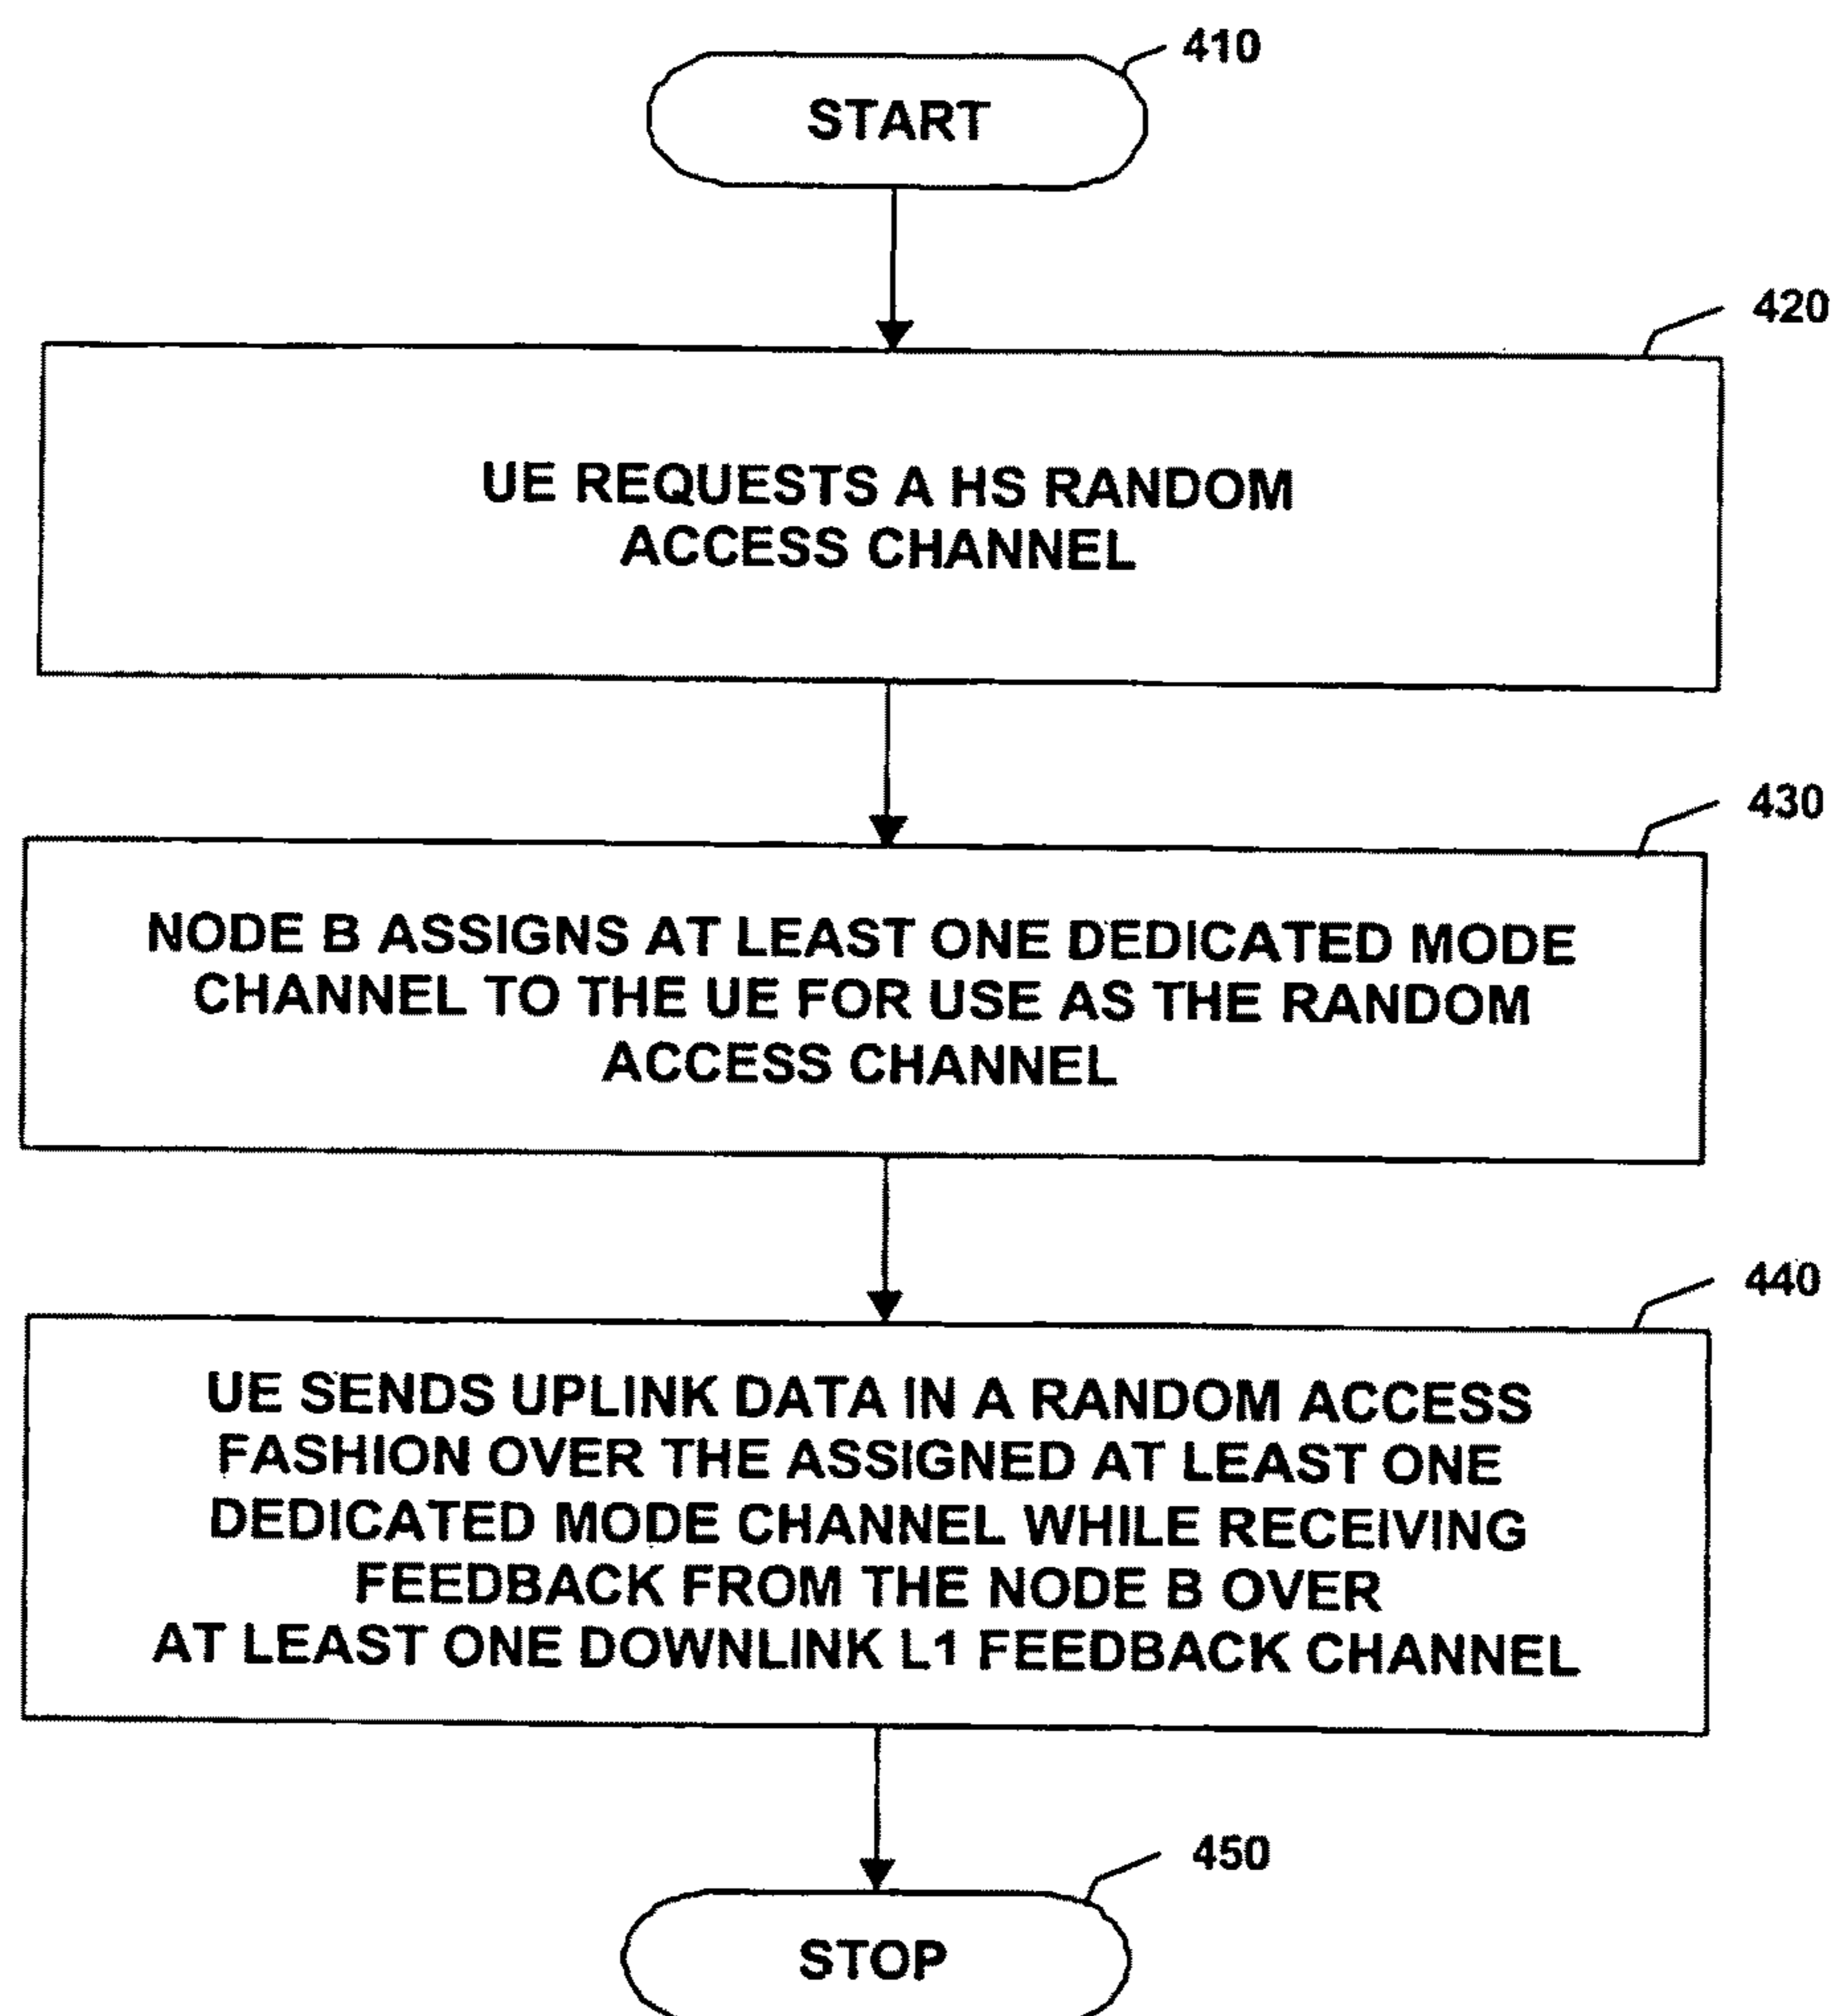 410
START
420
UE REQUESTS A HS RANDOM
ACCESS CHANNEL
430
NODE B ASSIGNS AT LEAST ONE DEDICATED MODE
CHANNEL TO THE UE FOR USE AS THE RANDOM
ACCESS CHANNEL
440
UE SENDS UPLINK DATA IN A RANDOM ACCESS
FASHION OVER THE ASSIGNED AT LEAST ONE
DEDICATED MODE CHANNEL WHILE RECEIVING
FEEDBACK FROM THE NODE B OVER
AT LEAST ONE DOWNLINK L1 FEEDBACK CHANNEL
450
STOP